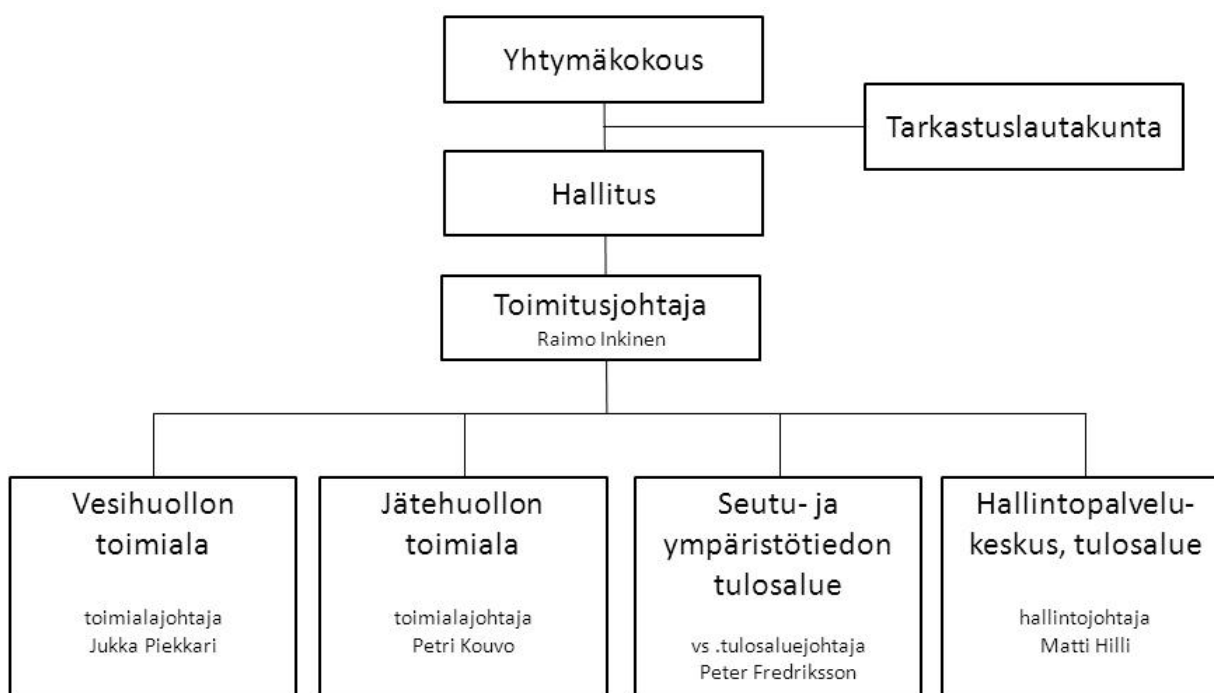 Yhtymäkokous
Tarkastuslautakunta
Hallitus
Toimitusjohtaja
Raimo Inkinen
Vesihuollon
toimiala
toimialajohtaja
Jukka Piekkari
Jätehuollon
toimiala
toimialajohtaja
Petri Kouvo
Seutu- ja
ympäristötiedon
tulosalue
vs .tulosaluejohtaja
Peter Fredriksson
Hallintopalvelu-
keskus, tulosalue
hallintojohtaja
Matti Hilli